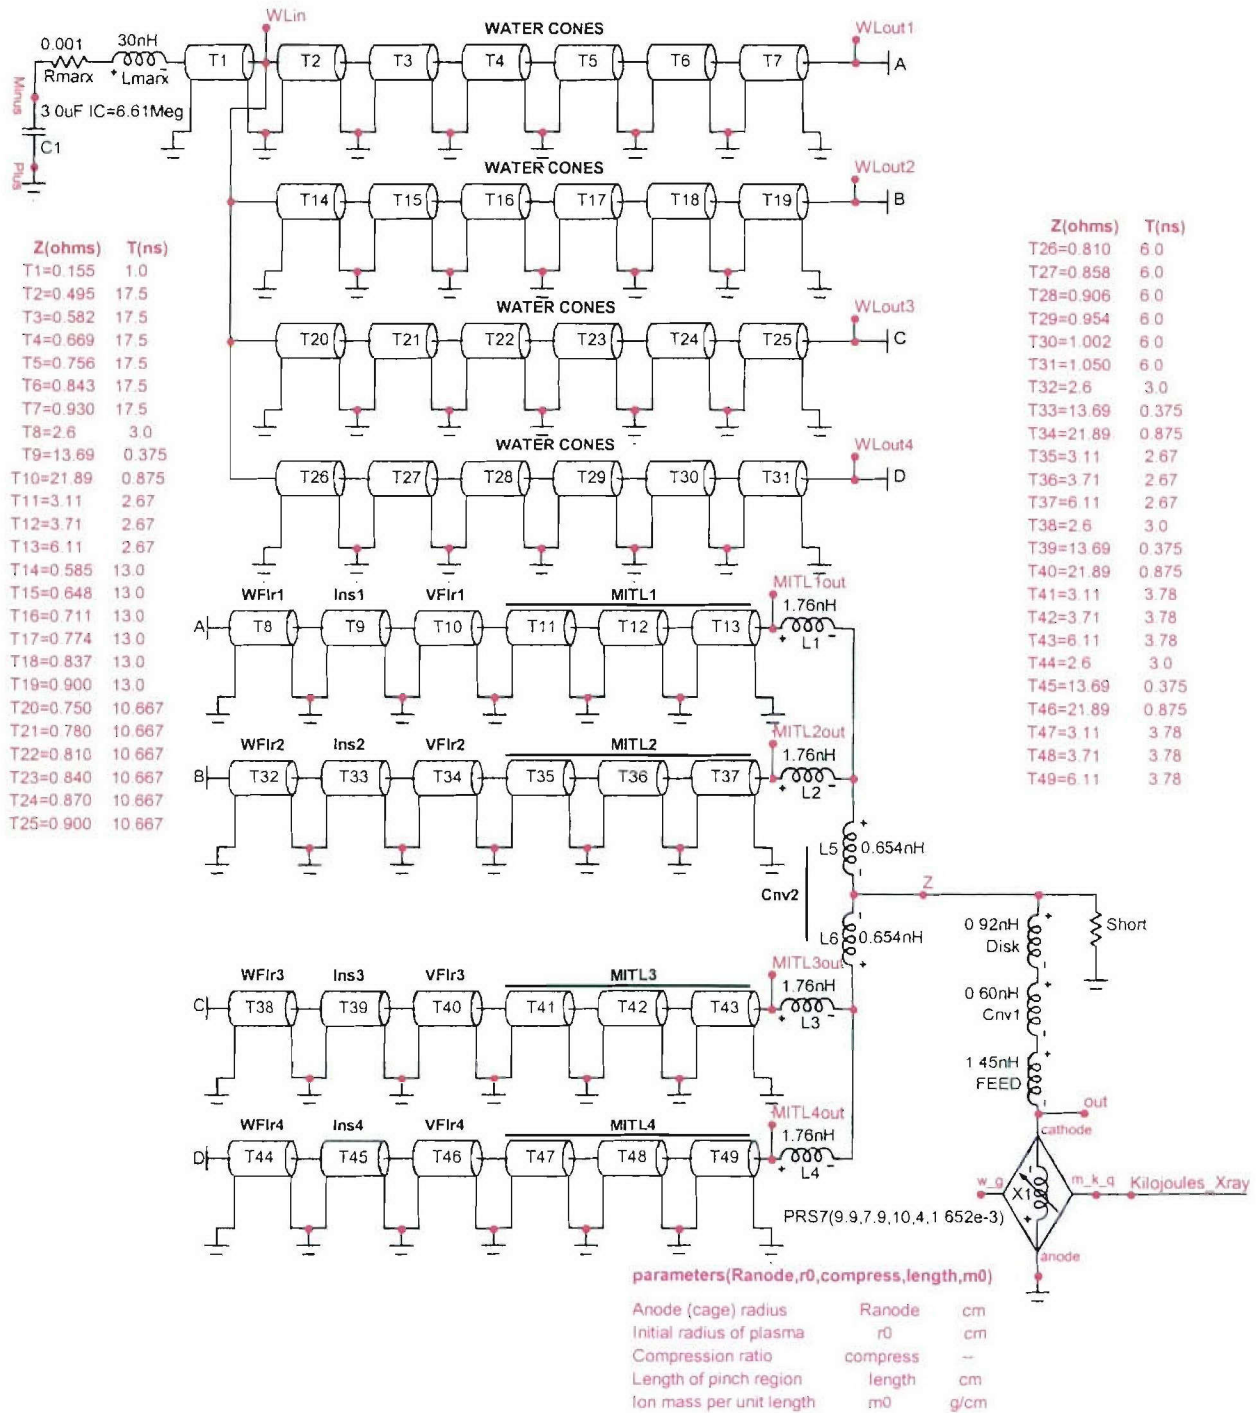 WLin
WATER CONES
WLout1
0.001
30nH
T1
T2
T3
T4
T5
T6
T7
A
Rmarx
+ Lmarx
Minus
3 0uF IC=6.61Meg
C1
Plus
WATER CONES
WLout2
T14
T15
T16
T17
T18
T19
B
WATER CONES
WLout3
T20
T21
T22
T23
T24
T25
C
WATER CONES
WLout4
T26
T27
T28
T29
T30
T31
D
Z(ohms) T(ns)
T1=0.155 1.0
T2=0.495 17.5
T3=0.582 17.5
T4=0.669 17.5
T5=0.756 17.5
T6=0.843 17.5
T7=0.930 17.5
T8=2.6 3.0
T9=13.69 0.375
T10=21.89 0.875
T11=3.11 2.67
T12=3.71 2.67
T13=6.11 2.67
T14=0.585 13.0
T15=0.648 13.0
T16=0.711 13.0
T17=0.774 13.0
T18=0.837 13.0
T19=0.900 13.0
T20=0.750 10.667
T21=0.780 10.667
T22=0.810 10.667
T23=0.840 10.667
T24=0.870 10.667
T25=0.900 10.667
Z(ohms) T(ns)
T26=0.810 6 0
T27=0.858 6.0
T28=0.906 6 0
T29=0.954 6 0
T30=1.002 6.0
T31=1.050 6.0
T32=2.6 3.0
T33=13.69 0.375
T34=21.89 0.875
T35=3.11 2.67
T36=3.71 2.67
T37=6.11 2.67
T38=2.6 3.0
T39=13.69 0.375
T40=21.89 0.875
T41=3.11 3.78
T42=3.71 3.78
T43=6.11 3.78
T44=2.6 3.0
T45=13.69 0.375
T46=21.89 0.875
T47=3.11 3.78
T48=3.71 3.78
T49=6.11 3.78
WFlr1
Ins1
VFlr1
MITL1
MITL1out
1.76nH
A
T8
T9
T10
T11
T12
T13
+ L1 -
WFlr2
Ins2
VFlr2
MITL2
MITL2out
1.76nH
B
T32
T33
T34
T35
T36
T37
+ L2 -
+
L5 0.654nH
-
Cnv2
Z
-
L6 0.654nH
+
0 92nH
Disk
+
-
Short
0 60nH
Cnv1
+
-
1 45nH
FEED
+
-
out
WFlr3
Ins3
VFlr3
MITL3
MITL3out
1.76nH
C
T38
T39
T40
T41
T42
T43
+ L3 -
WFlr4
Ins4
VFlr4
MITL4
MITL4out
1.76nH
D
T44
T45
T46
T47
T48
T49
+ L4 -
cathode
w_g
X1
-
+
m_k_q
Kilojoules_Xray
PRS7(9.9,7.9,10,4,1 652e-3)
anode
parameters(Ranode,r0,compress,length,m0)
Anode (cage) radius Ranode cm
Initial radius of plasma r0 cm
Compression ratio compress --
Length of pinch region length cm
Ion mass per unit length m0 g/cm